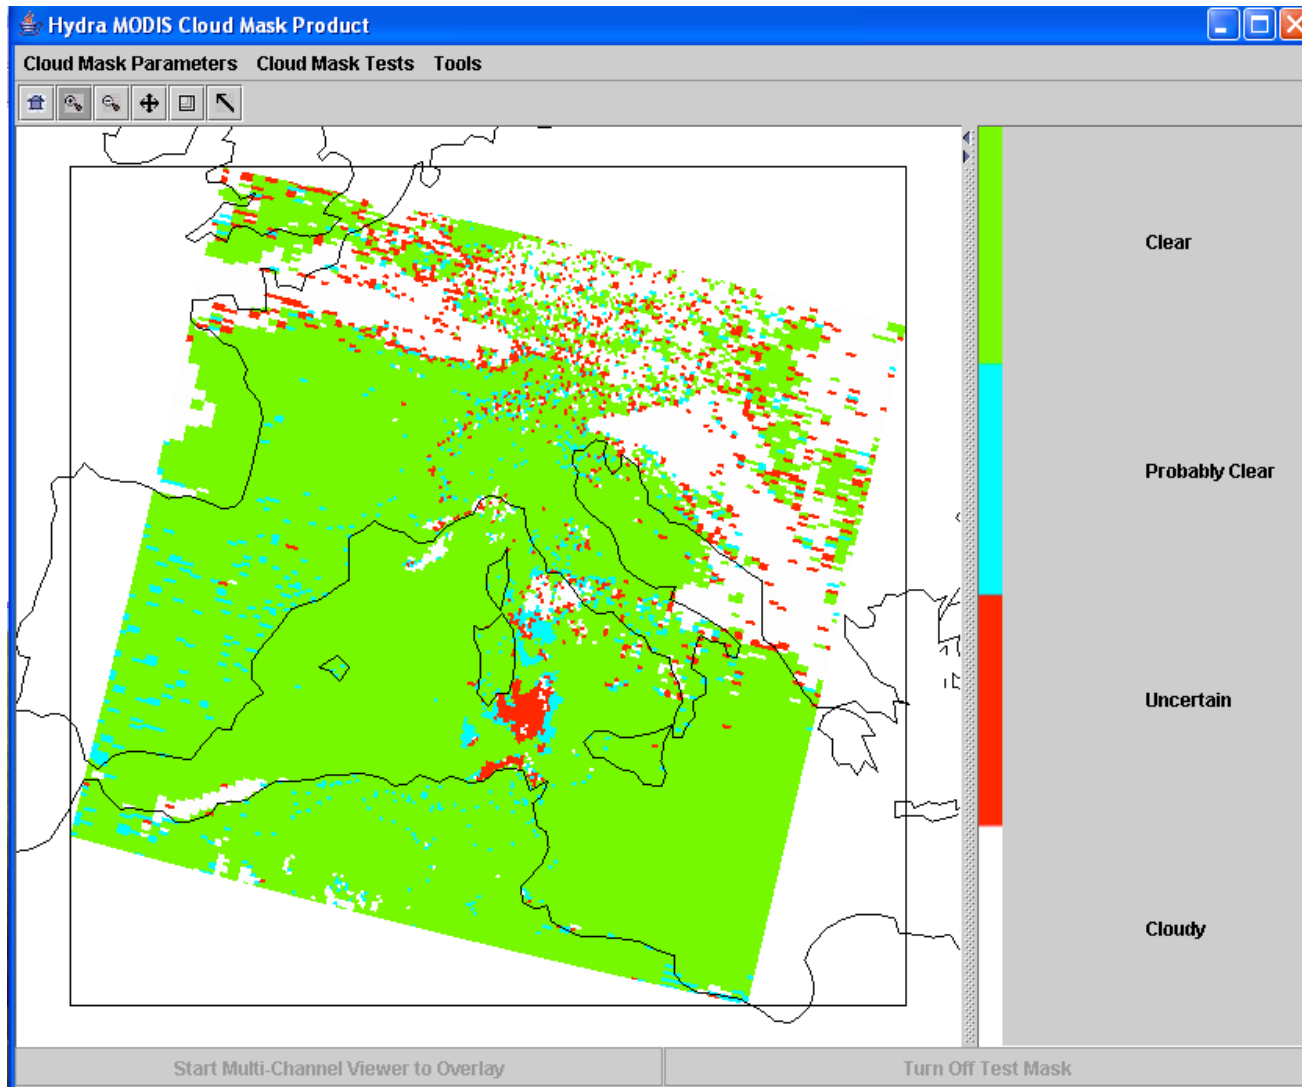 Hydra MODIS Cloud Mask Product
Cloud Mask Parameters Cloud Mask Tests Tools
Clear
Probably Clear
Uncertain
Cloudy
Start Multi-Channel Viewer to Overlay Turn Off Test Mask